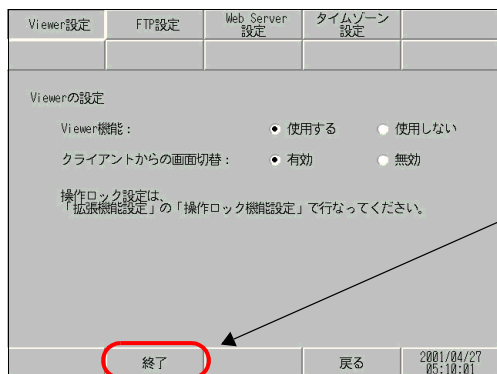 Viewer設定
FTP設定
Web Server
設定
タイムゾーン
設定
Viewerの設定
Viewer機能：
使用する
使用しない
クライアントからの画面切替：
有効
無効
操作ロック設定は、
「拡張機能設定」の「操作ロック機能設定」で行なってください。
終了
戻る
2001/04/27
05:10:01